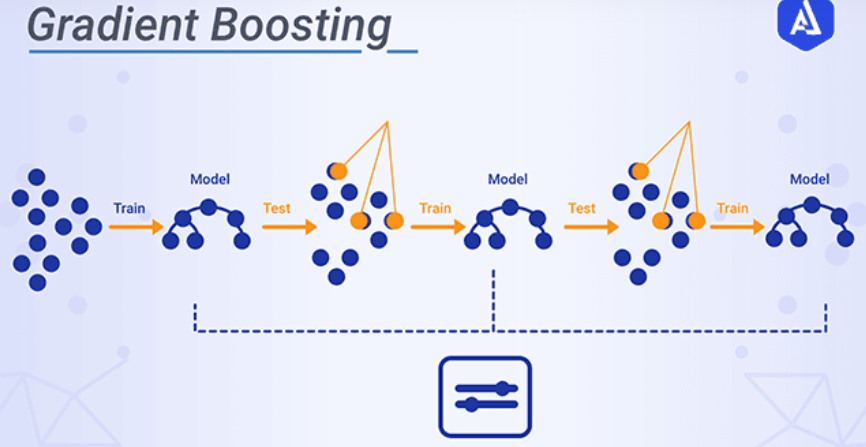 Gradient Boosting
Model
Model
Model
Train
Test
Train
Test
Train